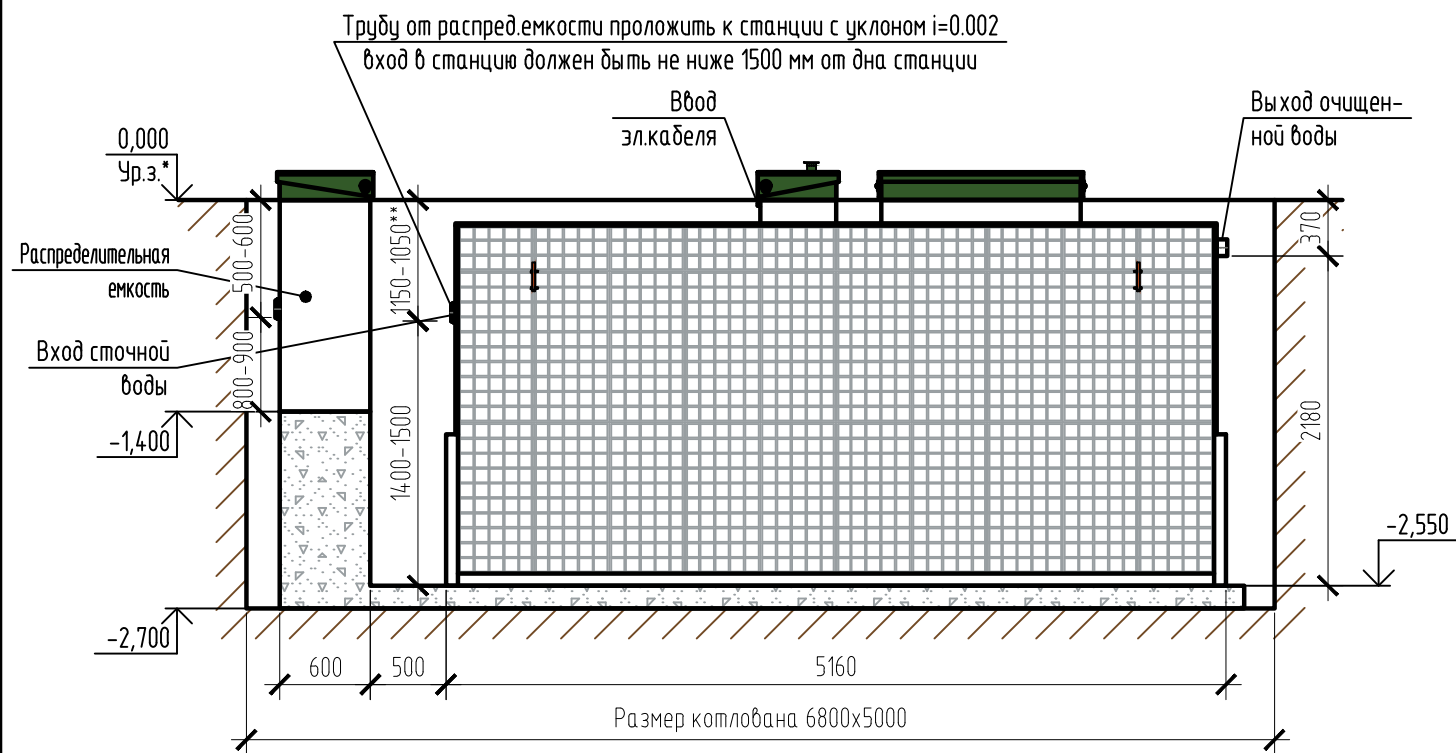 Трубу от распред.емкости проложить к станции с уклоном i=0.002
вход в станцию должен быть не ниже 1500 мм от дна станции
Ввод
эл.кабеля
Выход очищен-
ной воды
0,000
Ур.з.*
Распределительная
емкость
Вход сточной
воды
500-600
800-900
1150-1050**
1400-1500
370
2180
-1,400
-2,550
-2,700
600
500
5160
Размер котлована 6800х5000